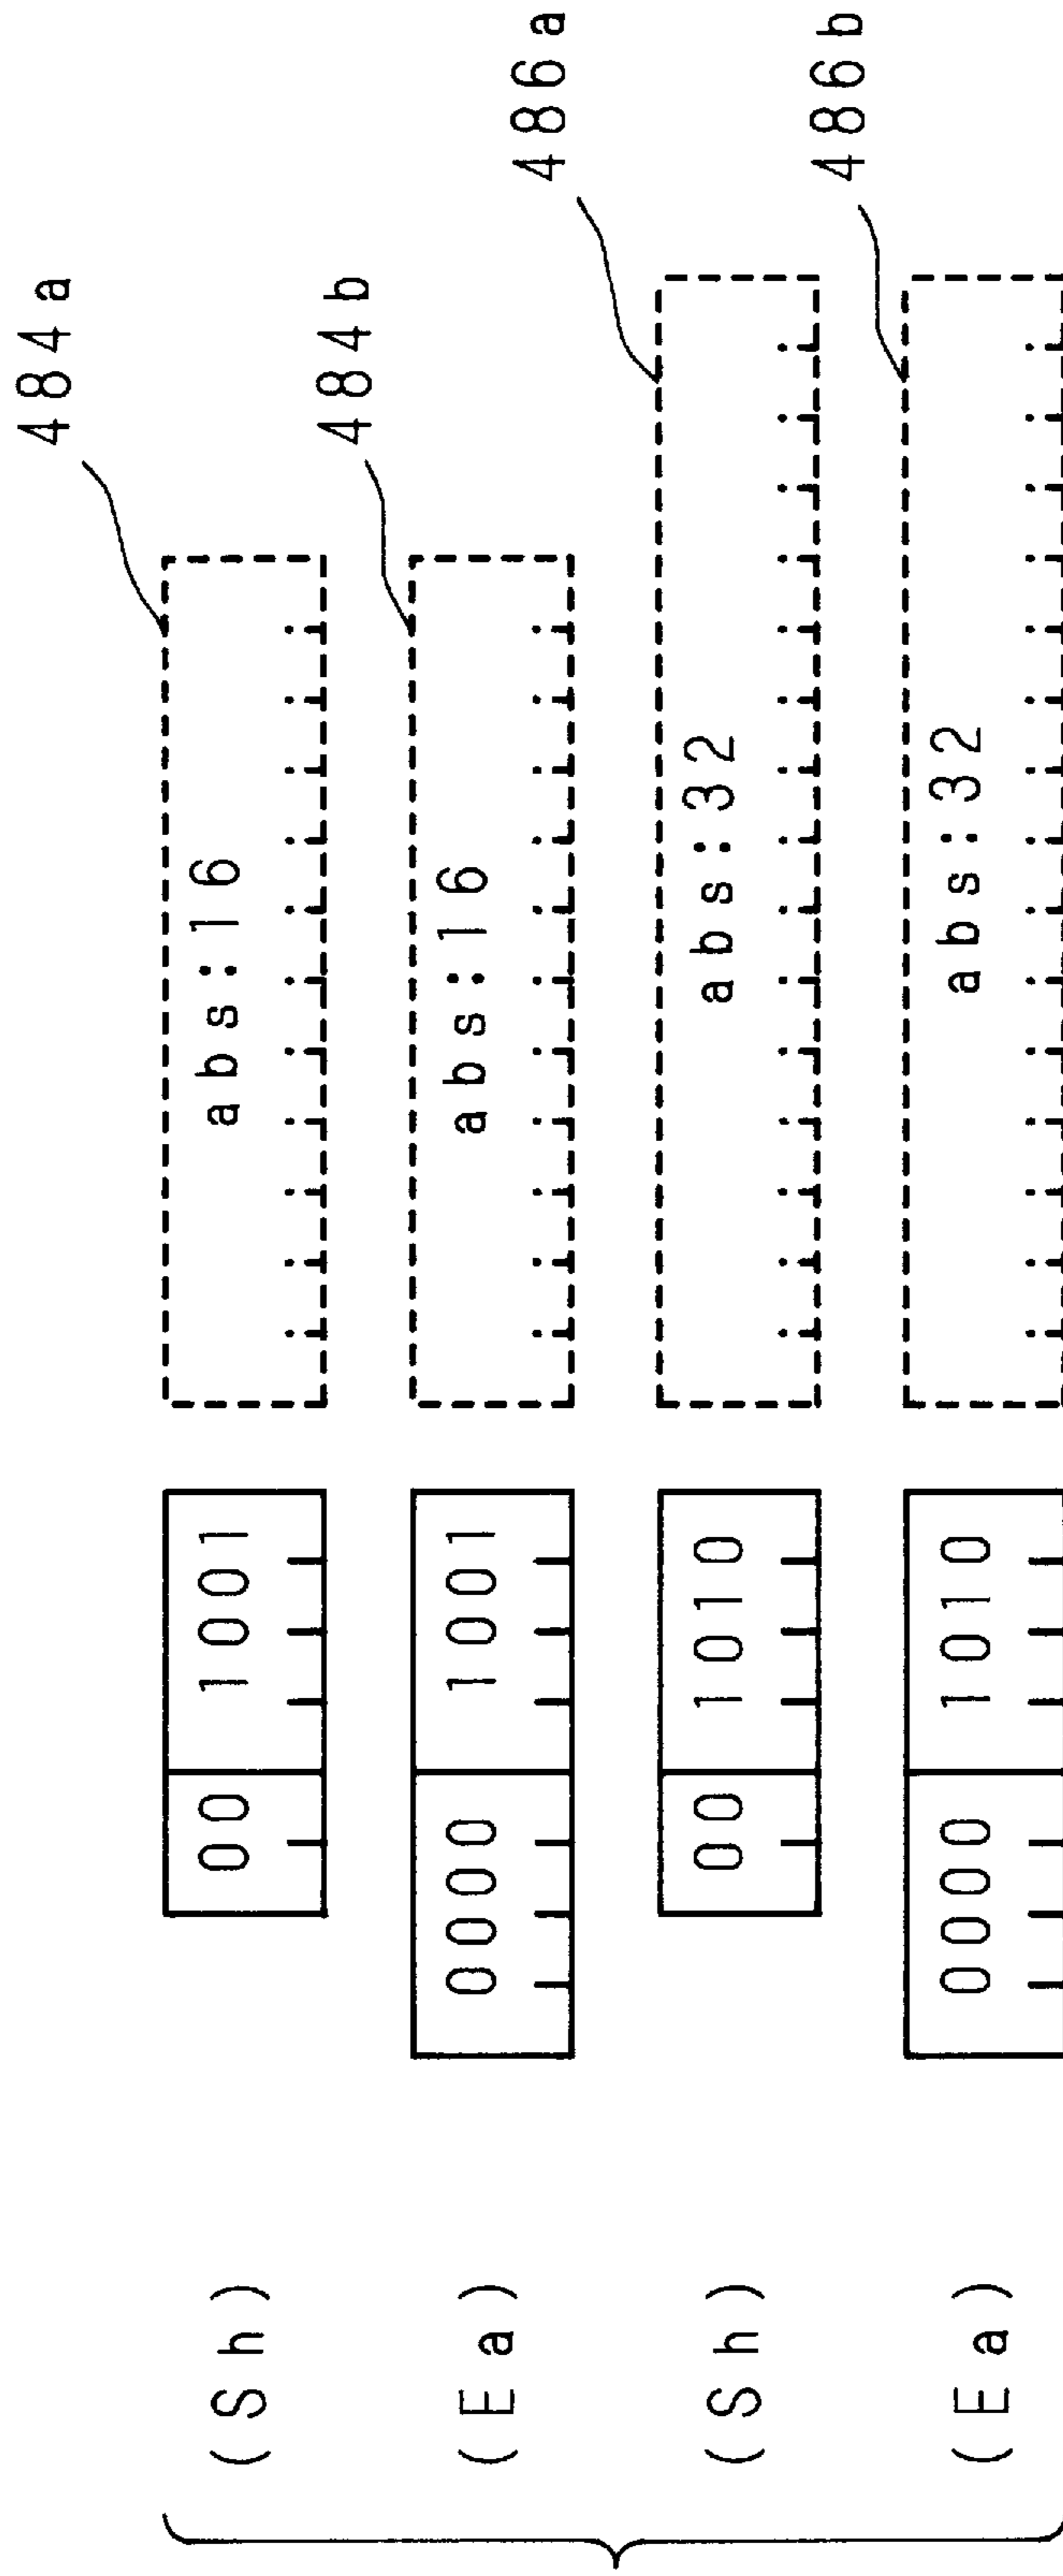 484a
(Sh) 00 1001 abs:16
484b
(Ea) 0000 1001 abs:16
486a
(Sh) 00 1010 abs:32
486b
(Ea) 0000 1010 abs:32